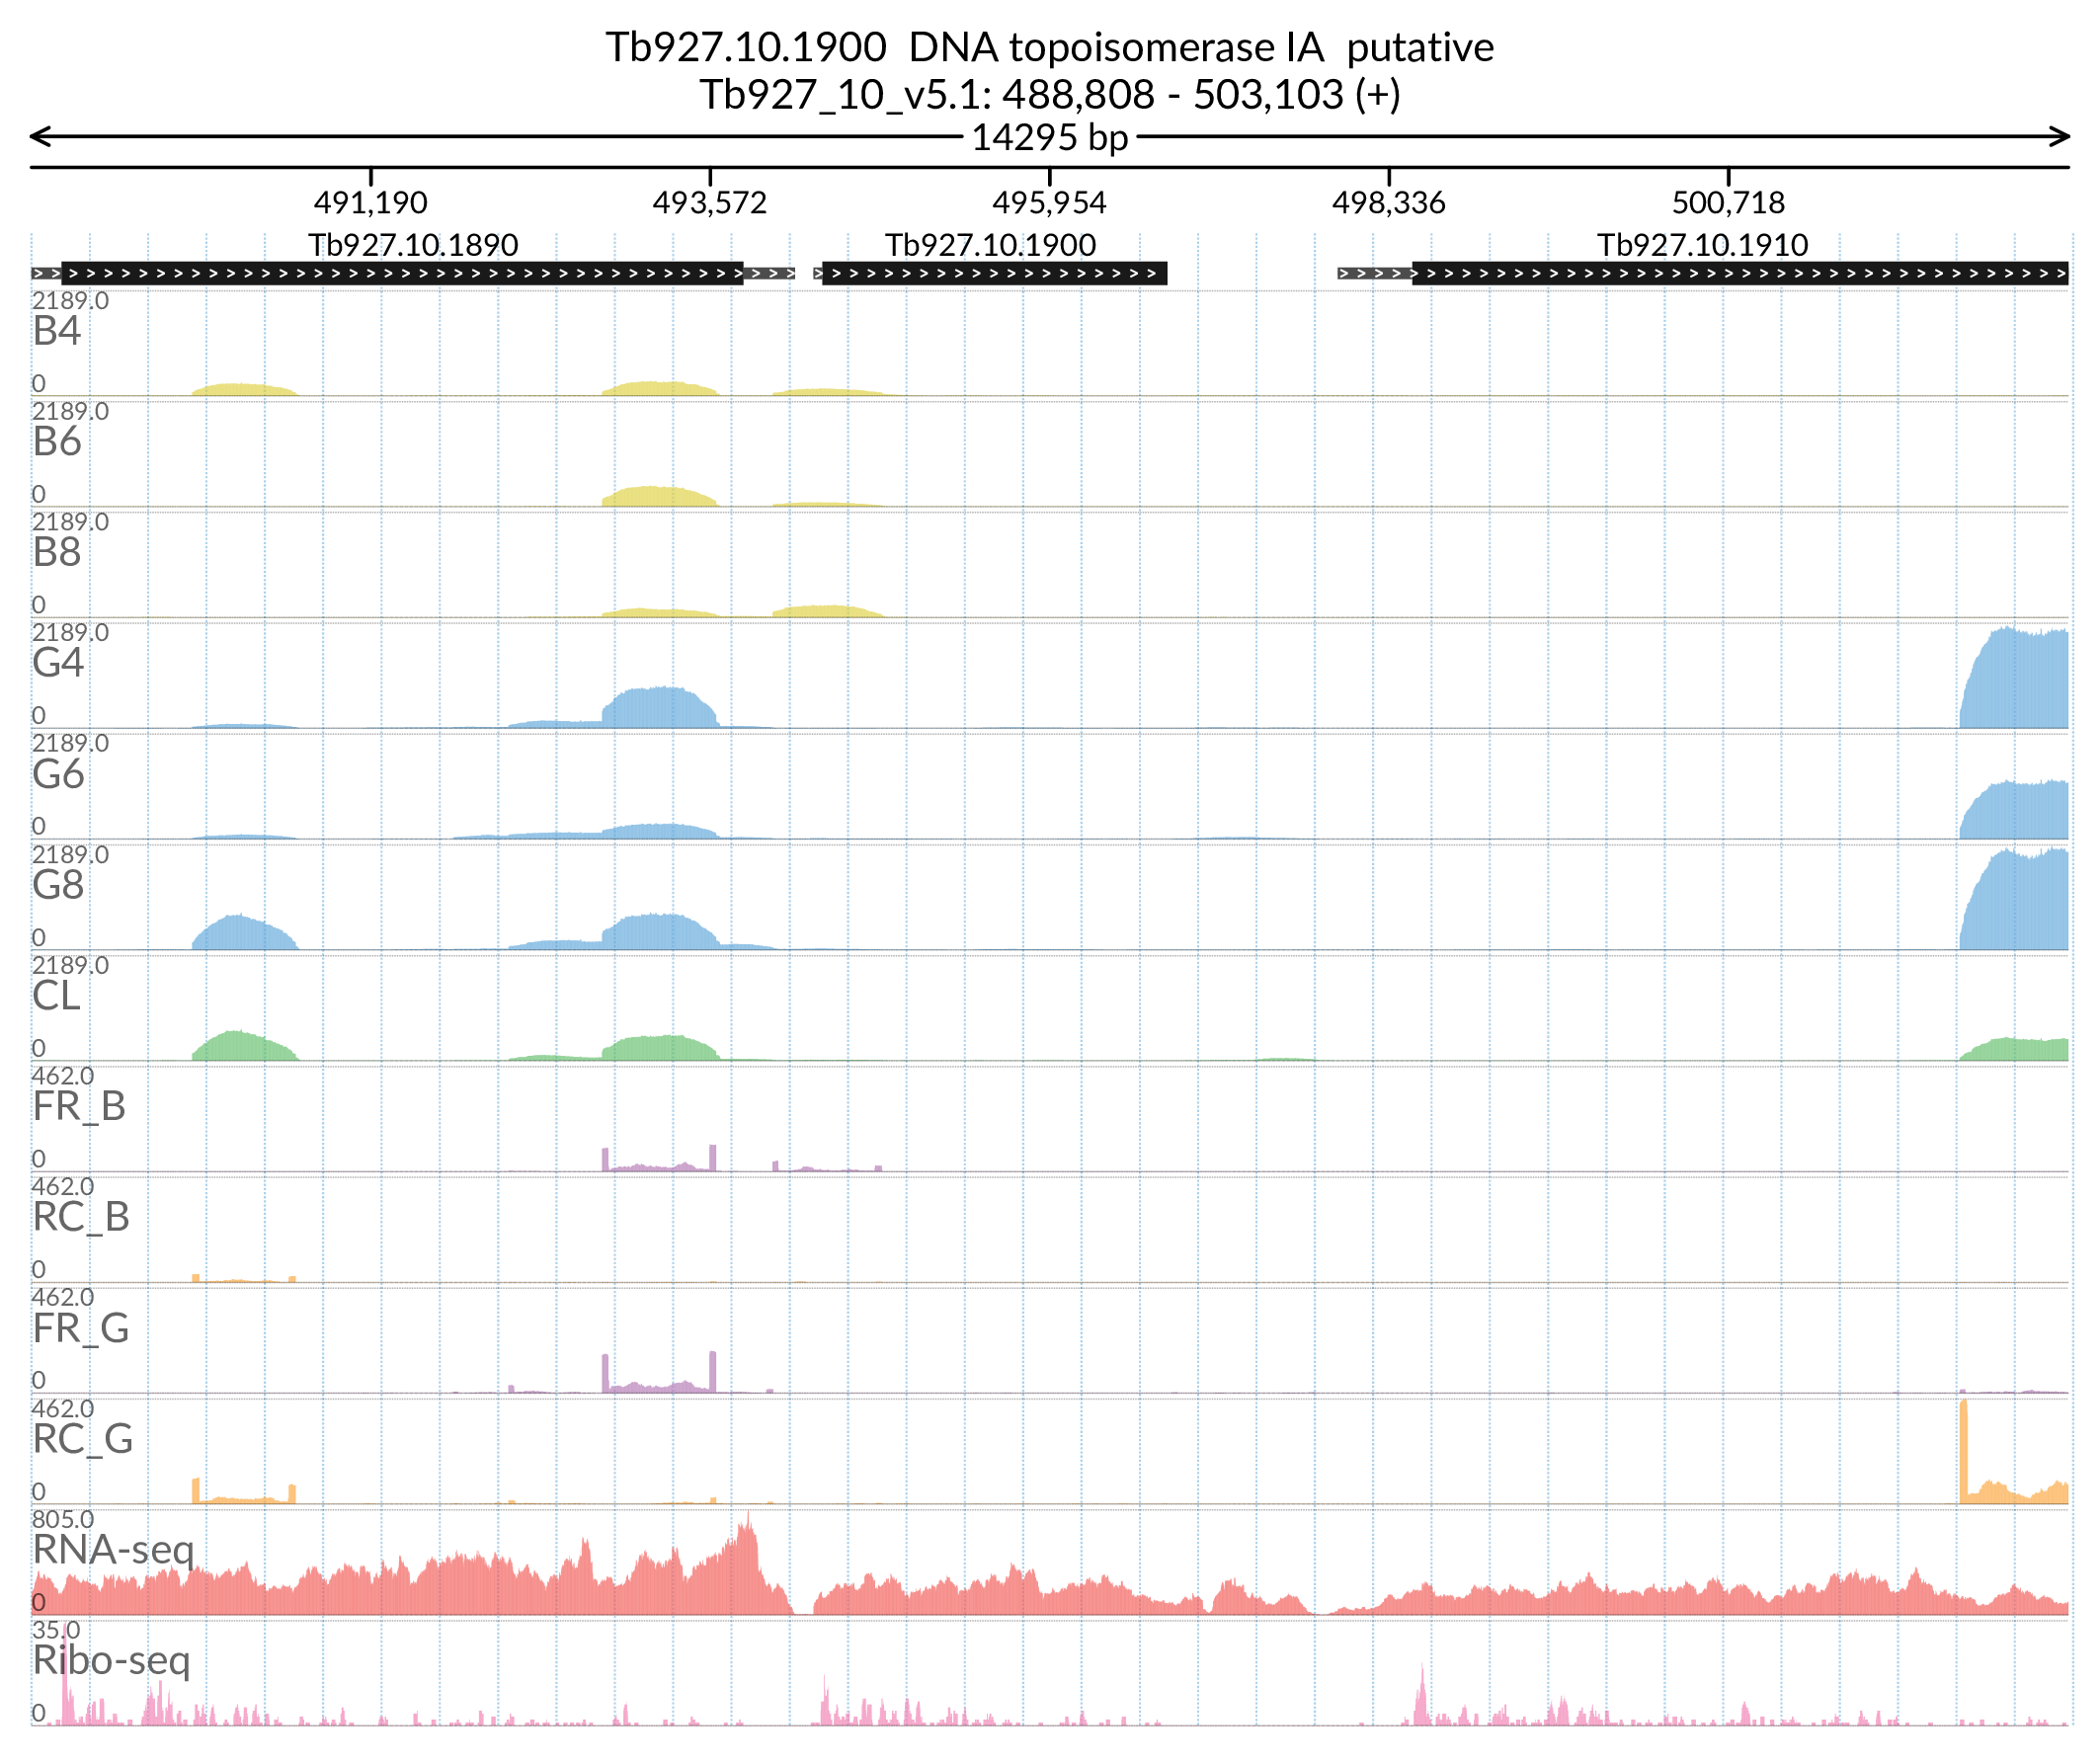 Tb927.10.1900 DNA topoisomerase IA putative
Tb927_10_v5.1: 488,808 - 503,103 (+)
14295 bp
491,190 493,572 495,954 498,336 500,718
Tb927.10.1890 Tb927.10.1900 Tb927.10.1910
2189.0
B4
0
2189.0
B6
0
2189.0
B8
0
2189.0
G4
0
2189.0
G6
0
2189.0
G8
0
2189.0
CL
0
462.0
FR_B
0
462.0
RC_B
0
462.0
FR_G
0
462.0
RC_G
0
805.0
RNA-seq
0
35.0
Ribo-seq
0